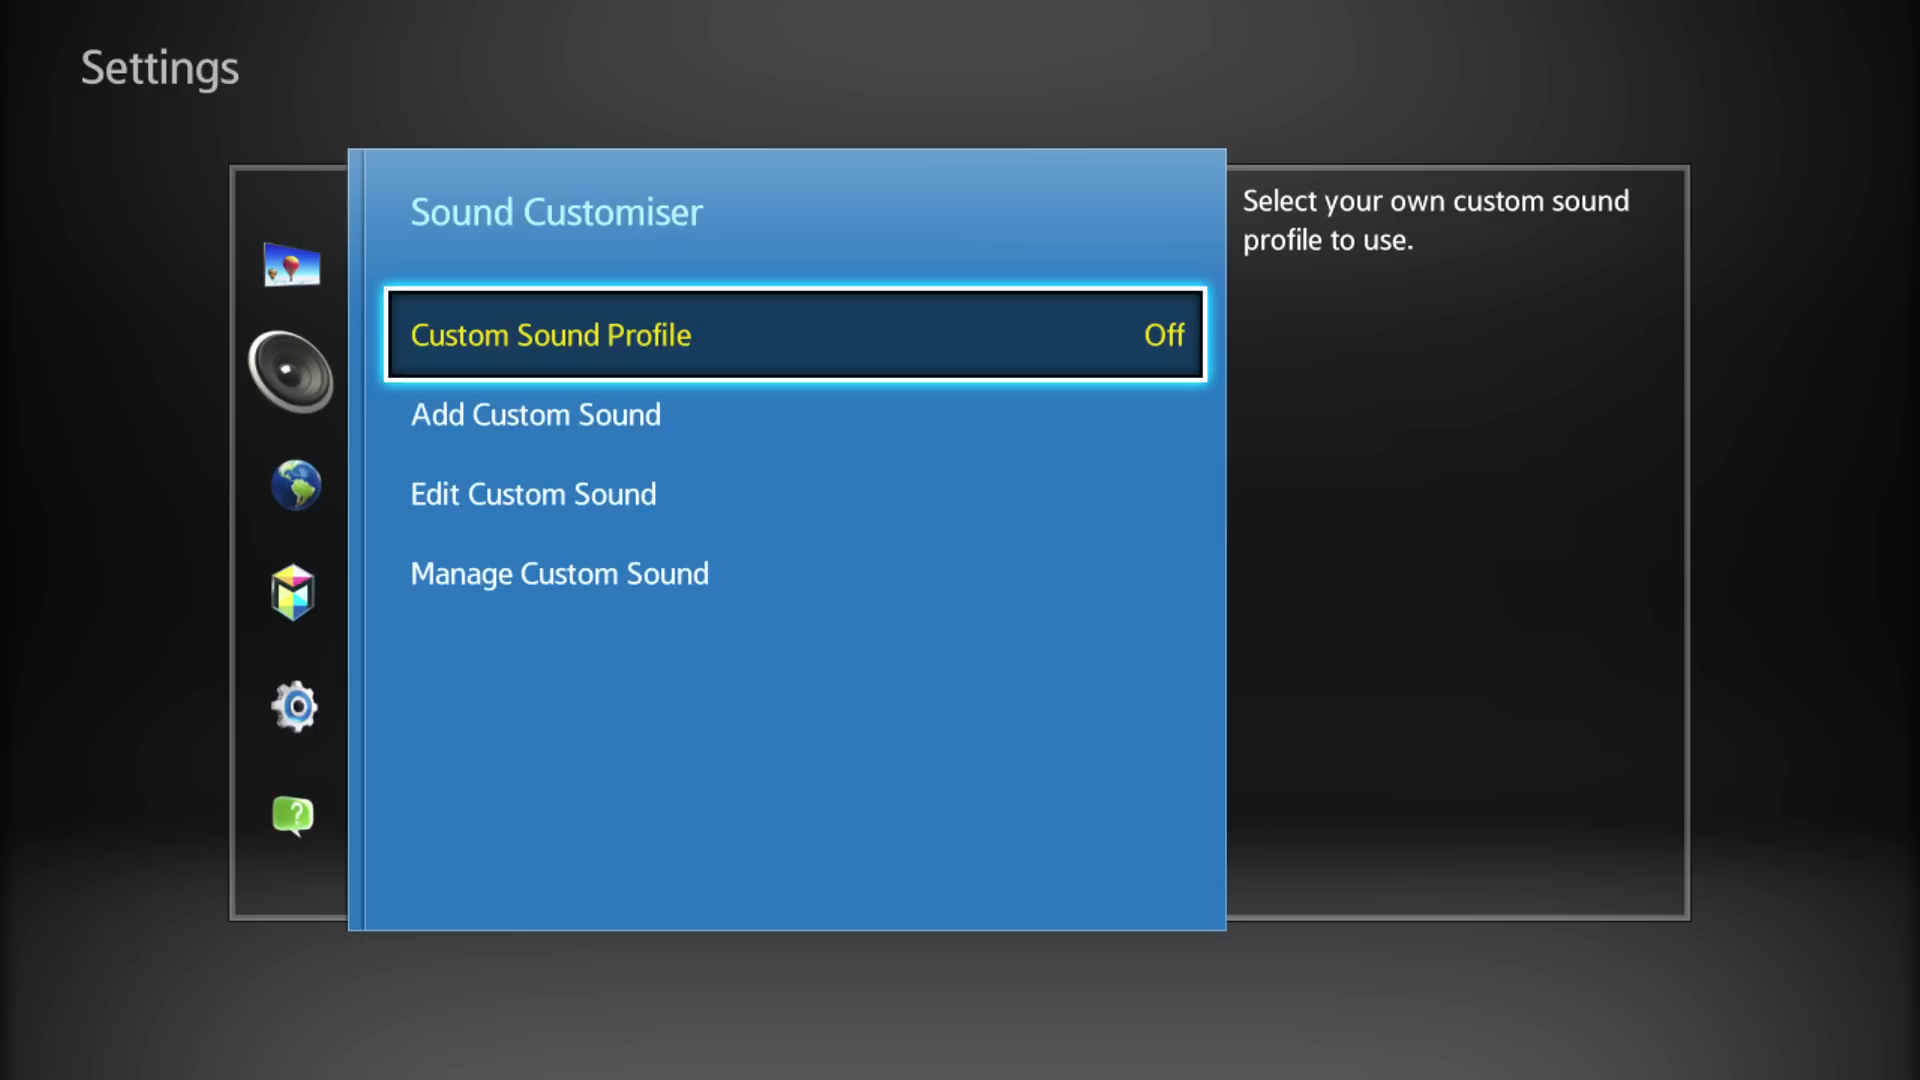 Settings
Sound Customiser
Custom Sound Profile Off
Add Custom Sound
Edit Custom Sound
Manage Custom Sound
Select your own custom sound
profile to use.
?